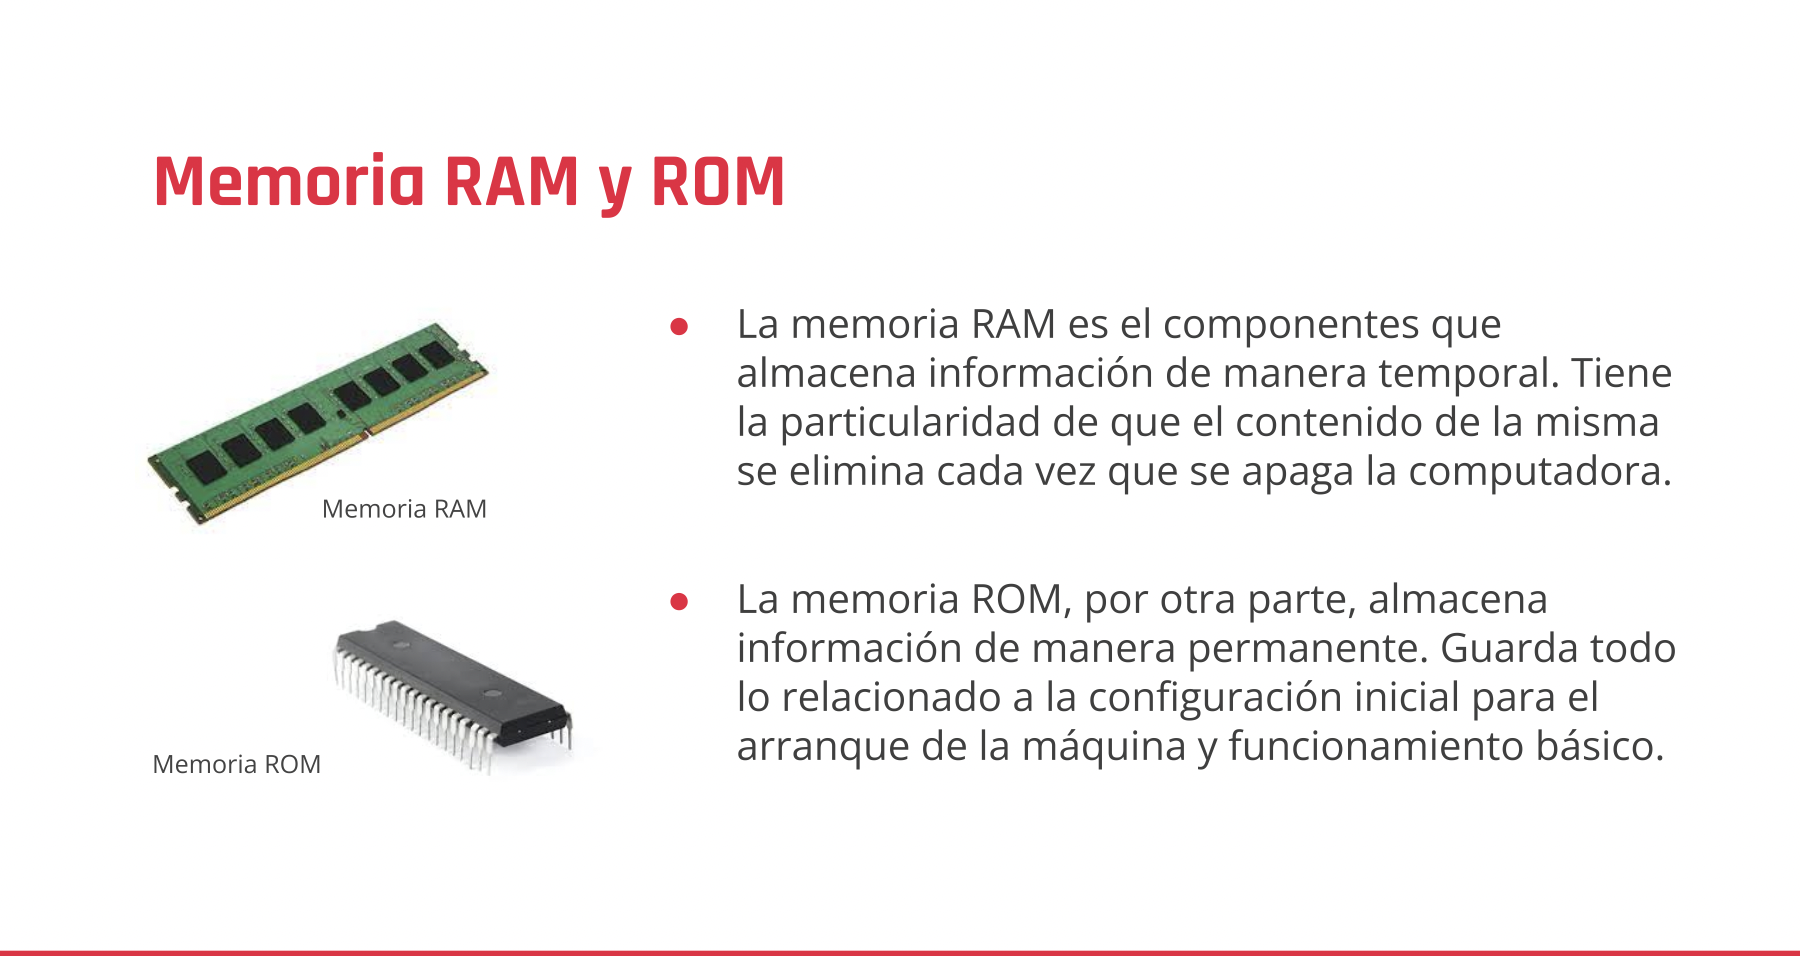 Memoria RAM y ROM
● La memoria RAM es el componentes que
almacena información de manera temporal. Tiene
la particularidad de que el contenido de la misma
se elimina cada vez que se apaga la computadora.
Memoria RAM
● La memoria ROM, por otra parte, almacena
información de manera permanente. Guarda todo
lo relacionado a la configuración inicial para el
arranque de la máquina y funcionamiento básico.
Memoria ROM